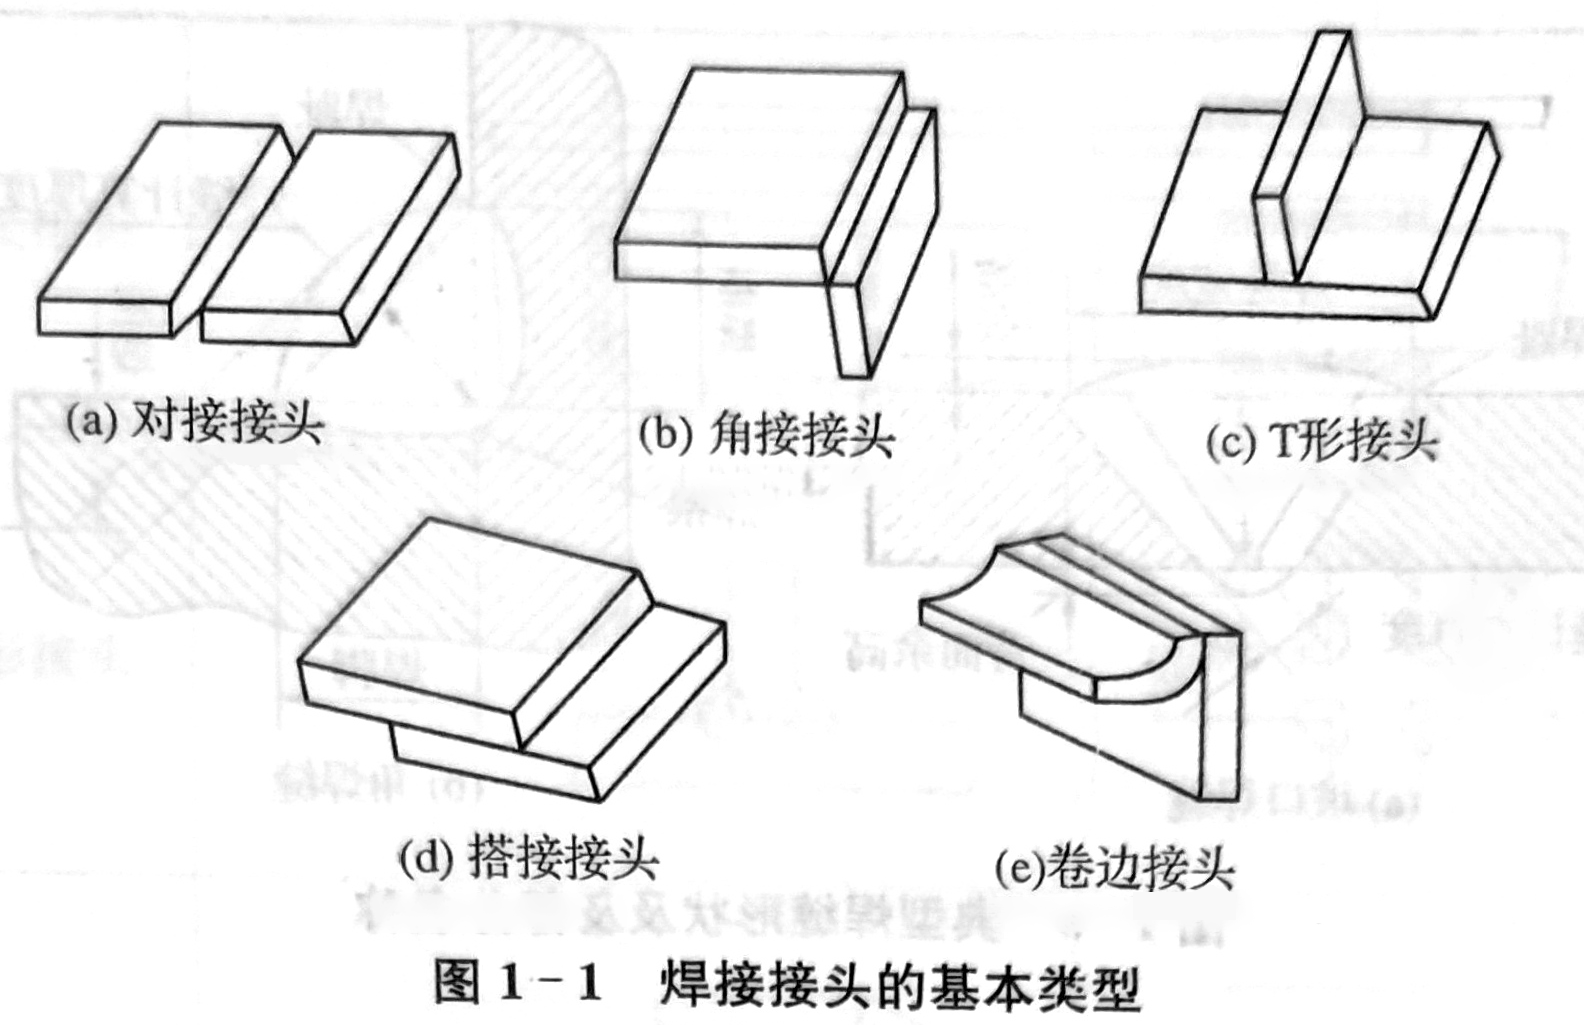 (a) 对接接头
(b) 角接接头
(c) T形接头
(d) 搭接接头
(e)卷边接头
图 1-1 焊接接头的基本类型